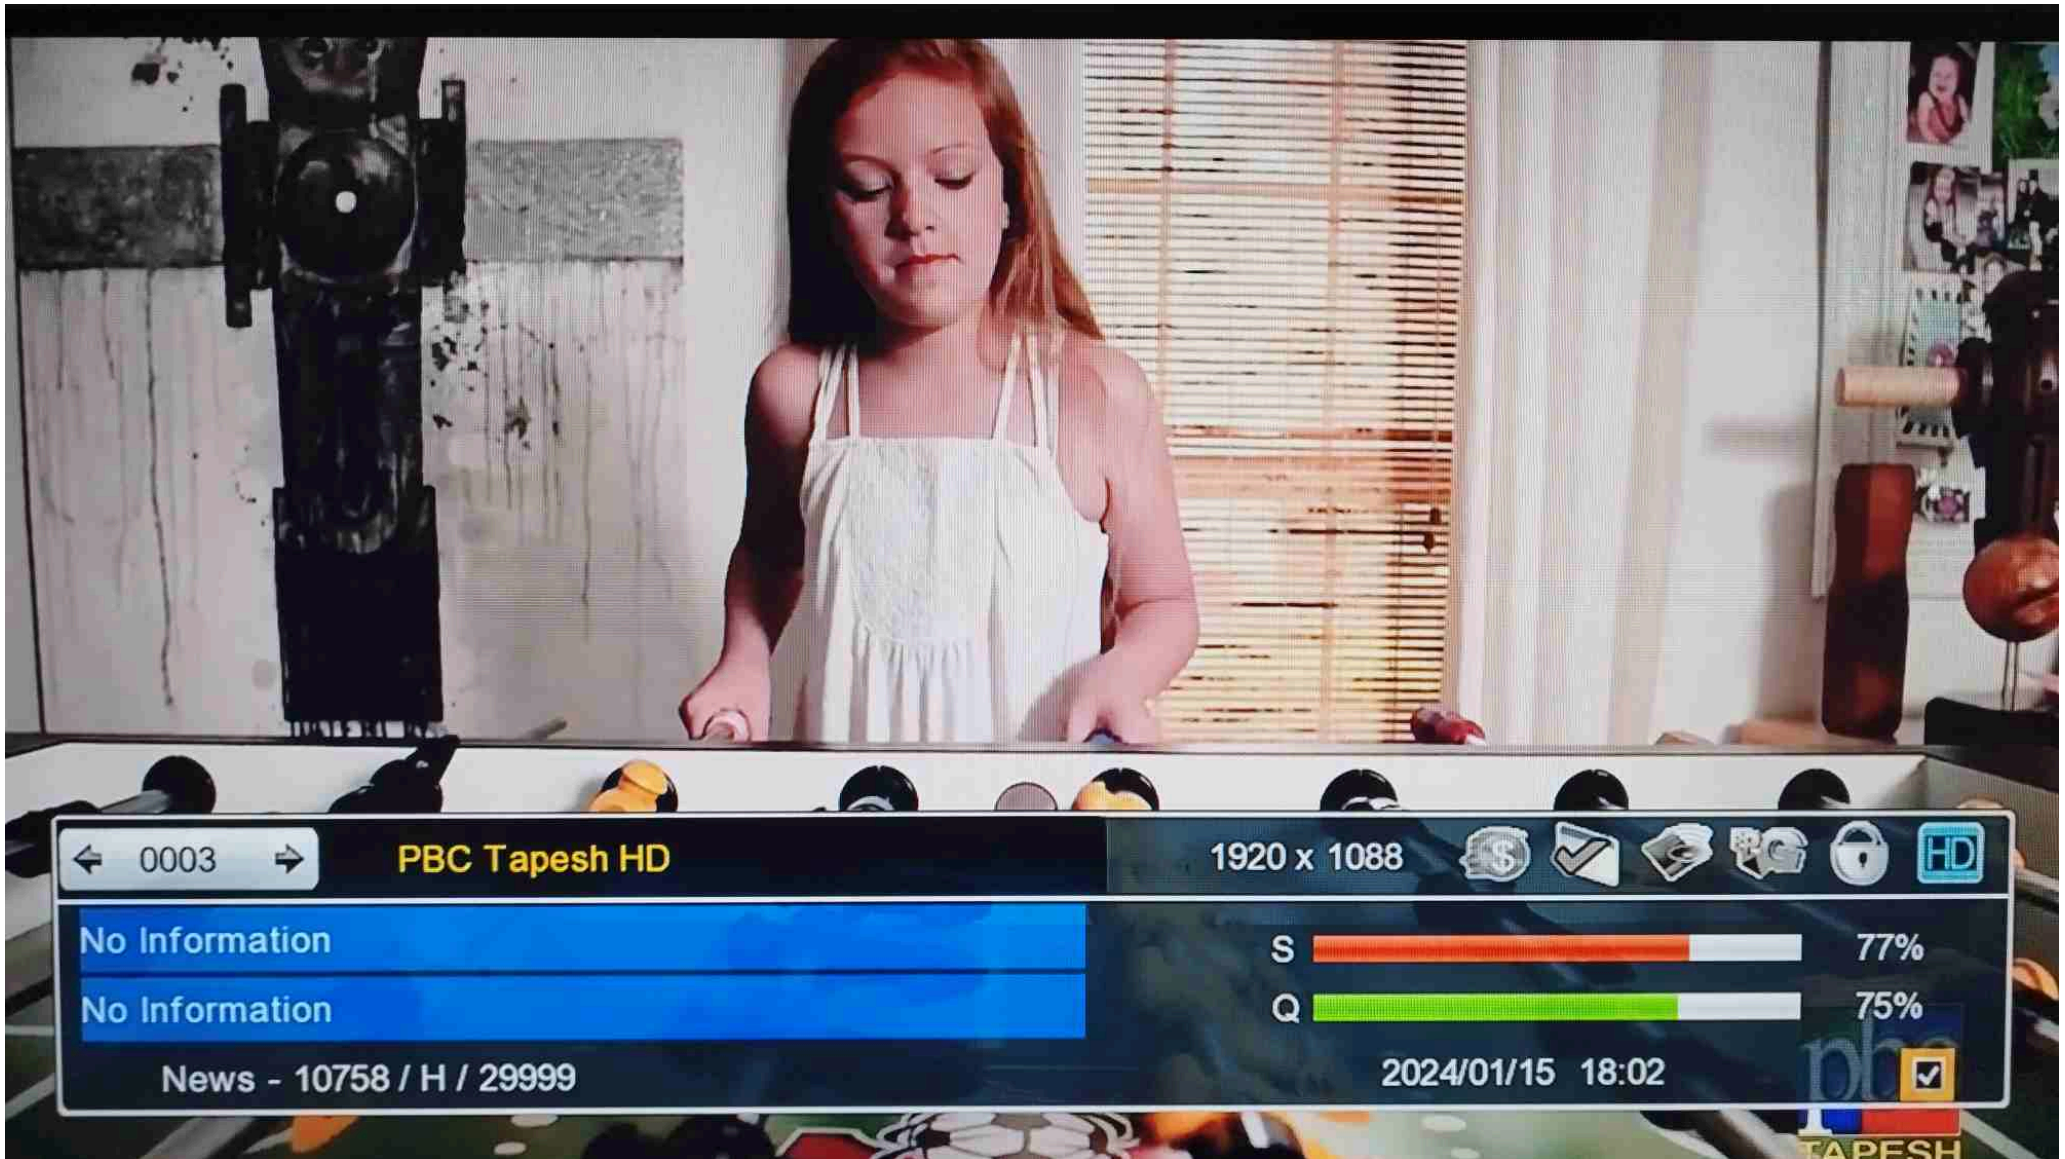 0003
PBC Tapesh HD
1920 x 1088
$
G
HD
No Information
No Information
S
77%
Q
75%
News - 10758 / H / 29999
2024/01/15 18:02
pbc
TAPESH